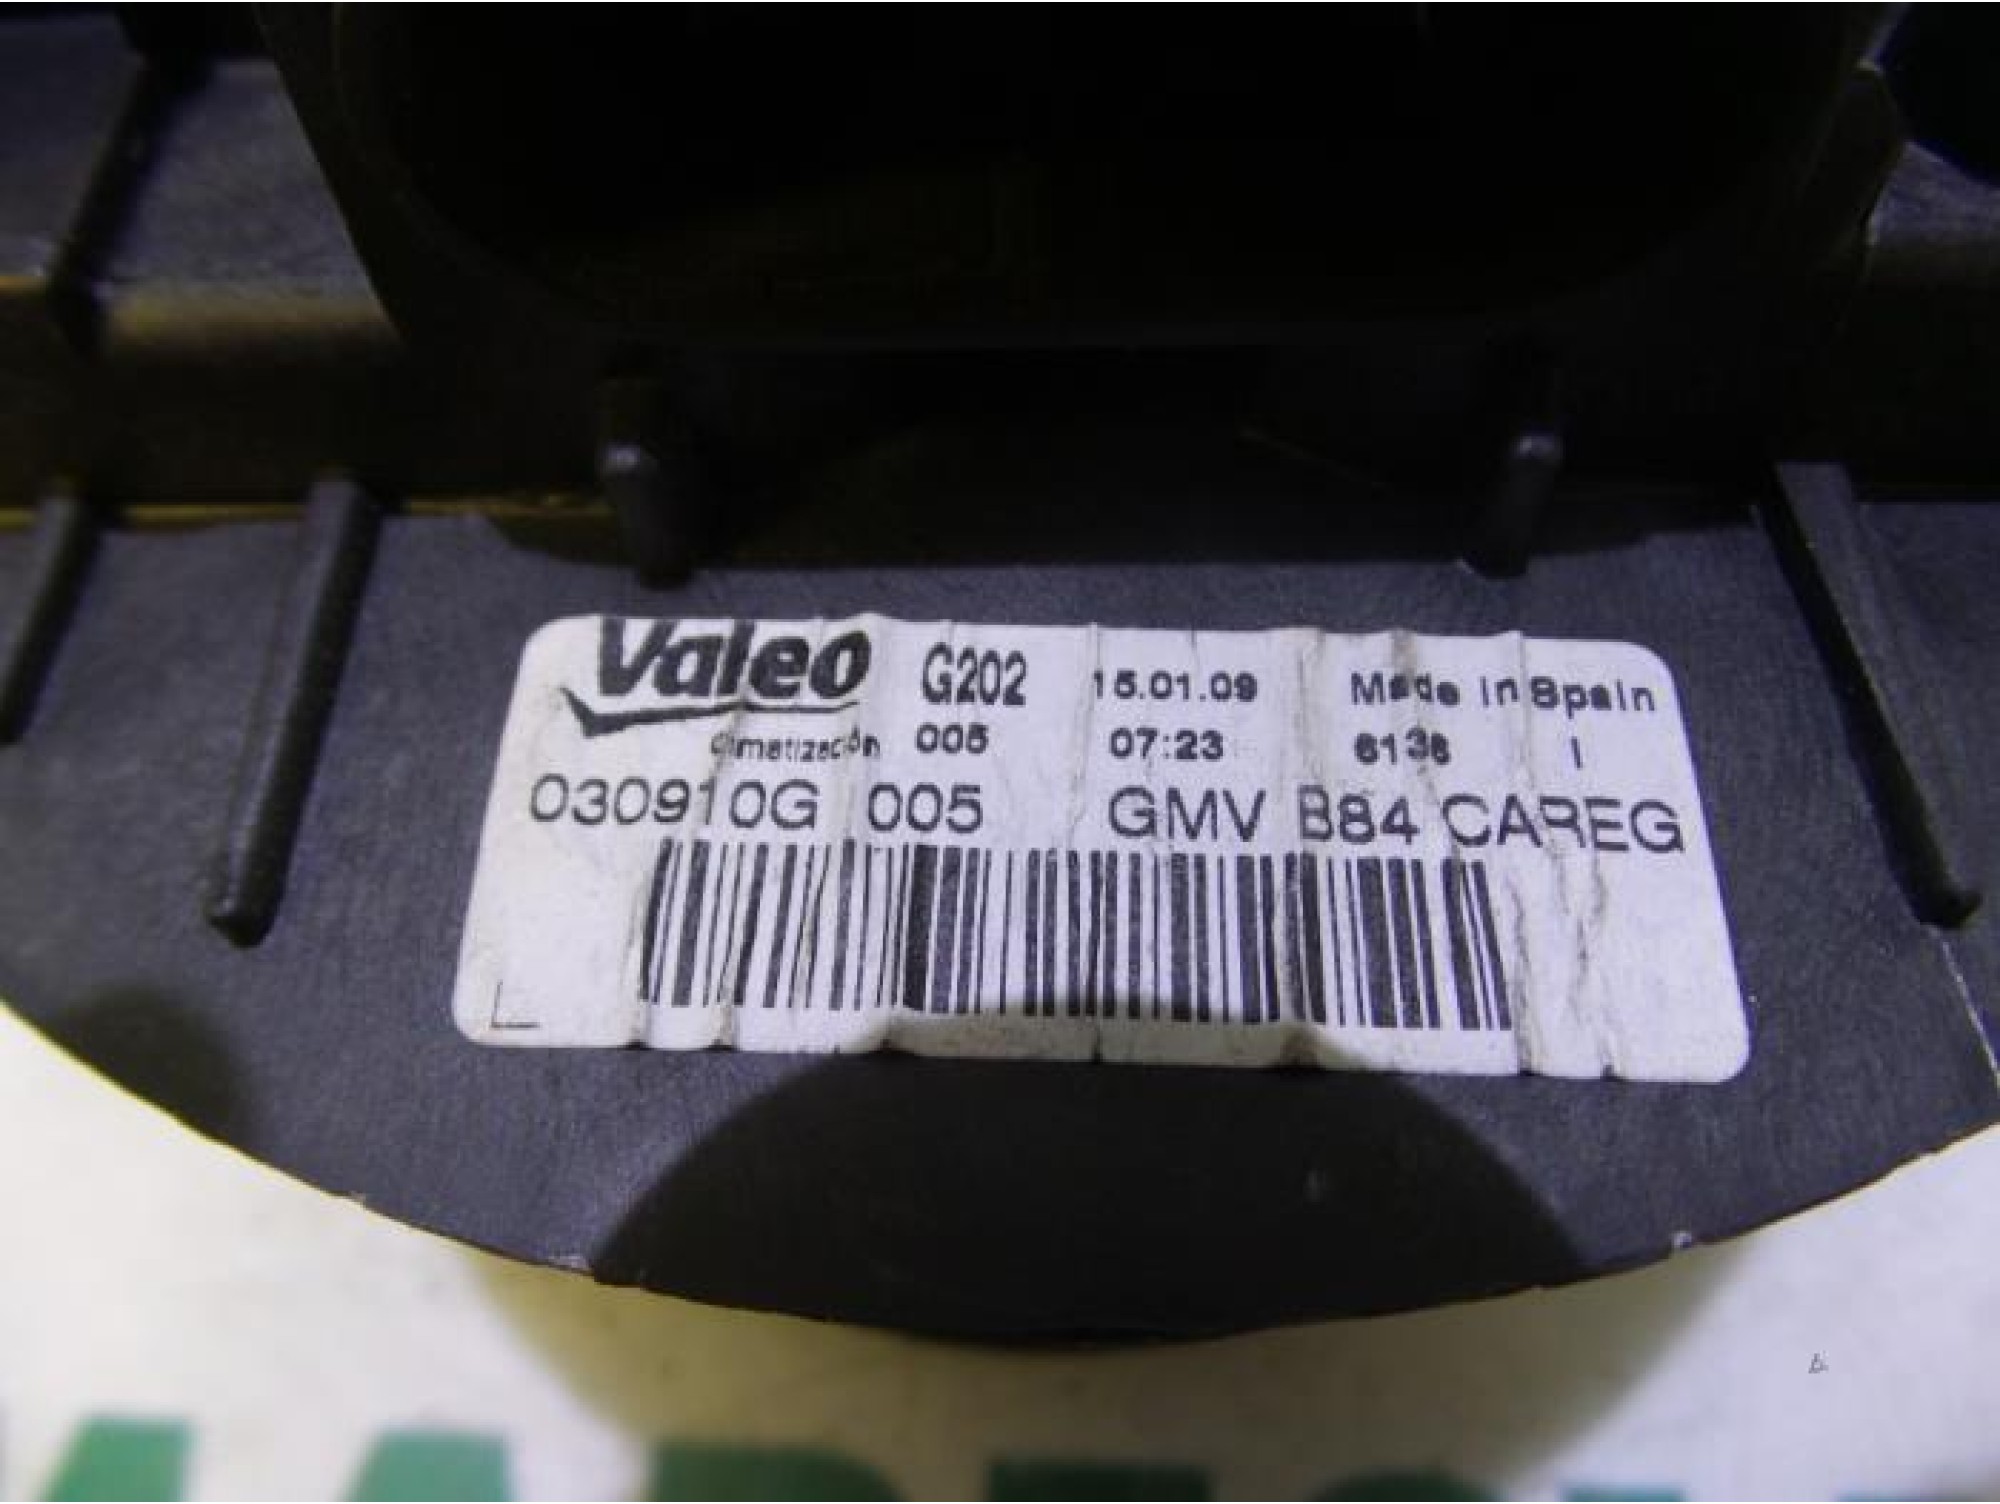 Valeo G202 15.01.09 Made in Spain
climatización 005 07:23 6136 I
030910G 005 GMV B84 CAREG